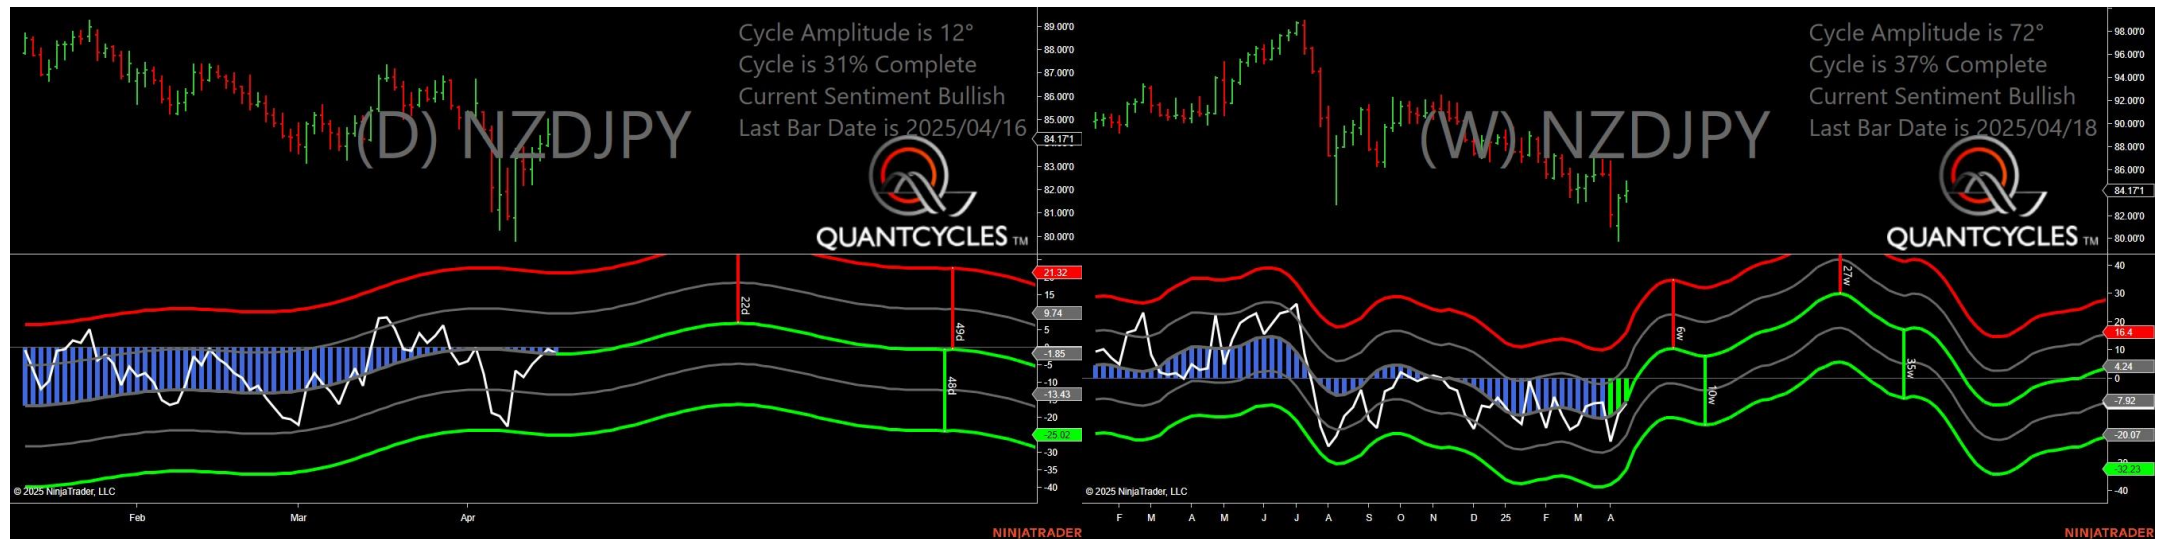 Cycle Amplitude is 12°
Cycle is 31% Complete
Current Sentiment Bullish
Last Bar Date is 2025/04/16
(D) NZDJPY
QUANTCYCLES TM
89.00'0
88.00'0
87.00'0
86.00'0
85.00'0
84.17'1
83.00'0
82.00'0
81.00'0
80.00'0
22d
49d
48d
21.32
15
9.74
5
-1.85
-5
-10
-13.43
-20
-25.02
-30
-35
-40
© 2025 NinjaTrader, LLC
Feb
Mar
Apr
NINJATRADER
Cycle Amplitude is 72°
Cycle is 37% Complete
Current Sentiment Bullish
Last Bar Date is 2025/04/18
(W) NZDJPY
QUANTCYCLES TM
98.00'0
96.00'0
94.00'0
92.00'0
90.00'0
88.00'0
86.00'0
84.17'1
82.00'0
80.00'0
6w
10w
27w
35w
40
30
20
16.4
10
4.24
0
-7.92
-20.07
-32.23
-40
© 2025 NinjaTrader, LLC
F M A M J J A S O N D 25 F M A
NINJATRADER